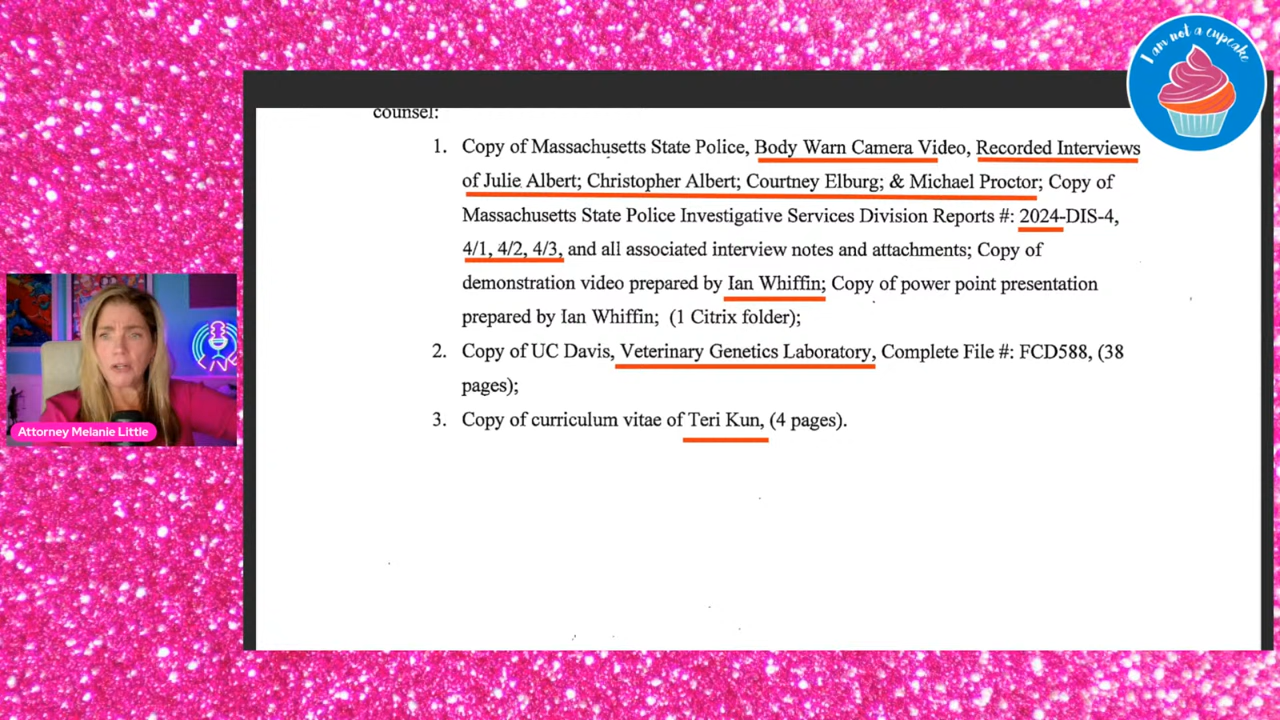 I am not a cupcake
counsel:
1. Copy of Massachusetts State Police, Body Warn Camera Video, Recorded Interviews
of Julie Albert; Christopher Albert; Courtney Elburg; & Michael Proctor; Copy of
Massachusetts State Police Investigative Services Division Reports #: 2024-DIS-4,
4/1, 4/2, 4/3, and all associated interview notes and attachments; Copy of
demonstration video prepared by Ian Whiffin; Copy of power point presentation
prepared by Ian Whiffin; (1 Citrix folder);
2. Copy of UC Davis, Veterinary Genetics Laboratory, Complete File #: FCD588, (38
pages);
3. Copy of curriculum vitae of Teri Kun, (4 pages).
Attorney Melanie Little